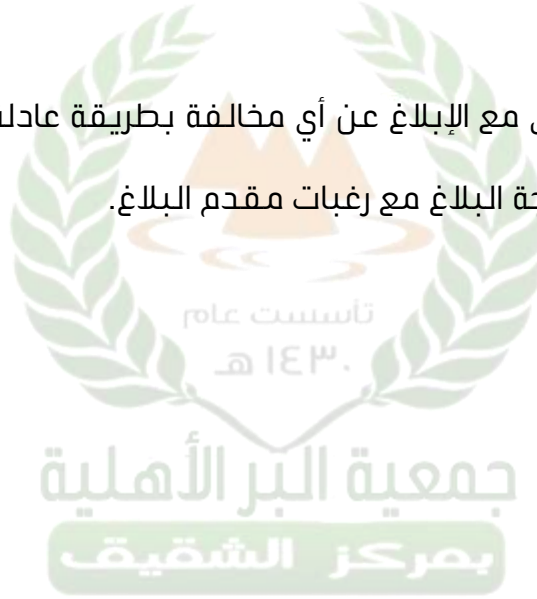 مع الإبلاغ عن أي مخالفة بطريقة عادلة
البلاغ مع رغبات مقدم البلاغ.
تأسست عام
١٤٣٠ هـ
جمعية البر الأهلية
بمركز الشقيق